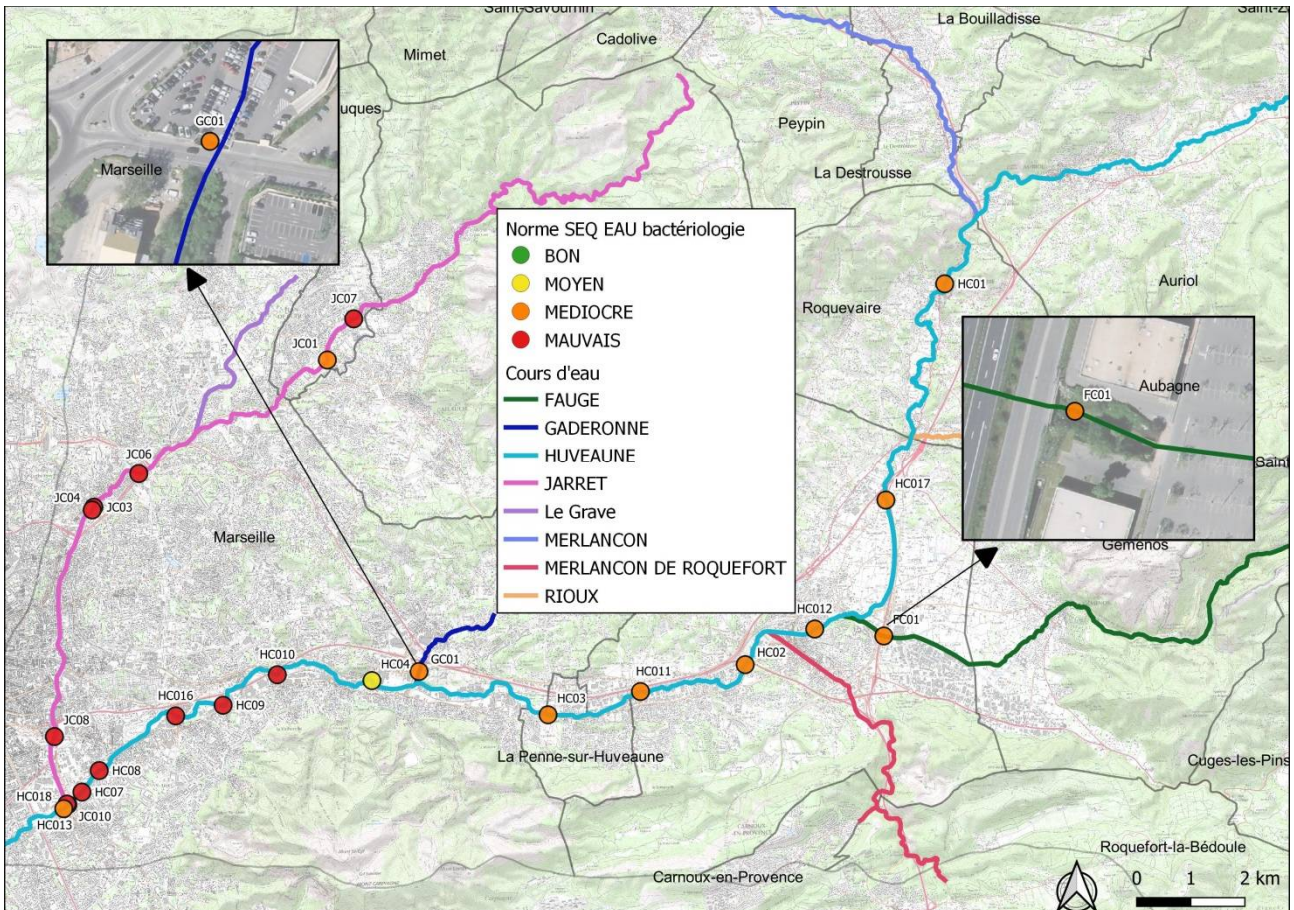 Saint-Savournin
La Bouilladisse
Saint-Z
Mimet
Cadolive
uques
Peypin
La Destrousse
GC01
Marseille
Norme SEQ EAU bactériologie
BON
MOYEN
MEDIOCRE
MAUVAIS
Cours d'eau
FAUGE
GADERONNE
HUVEAUNE
JARRET
Le Grave
MERLANCON
MERLANCON DE ROQUEFORT
RIOUX
HC01
Auriol
Roquevaire
JC07
JC01
Aubagne
FC01
Saint
JC06
JC04
JC03
HC017
Marseille
Gémenos
HC012
FC01
HC010
HC04
GC01
HC02
HC011
HC016
HC09
HC03
JC08
La Penne-sur-Huveaune
Cuges-les-Pins
HC08
HC018
HC07
HC013
JC010
Roquefort-la-Bédoule
Carnoux-en-Provence
0 1 2 km